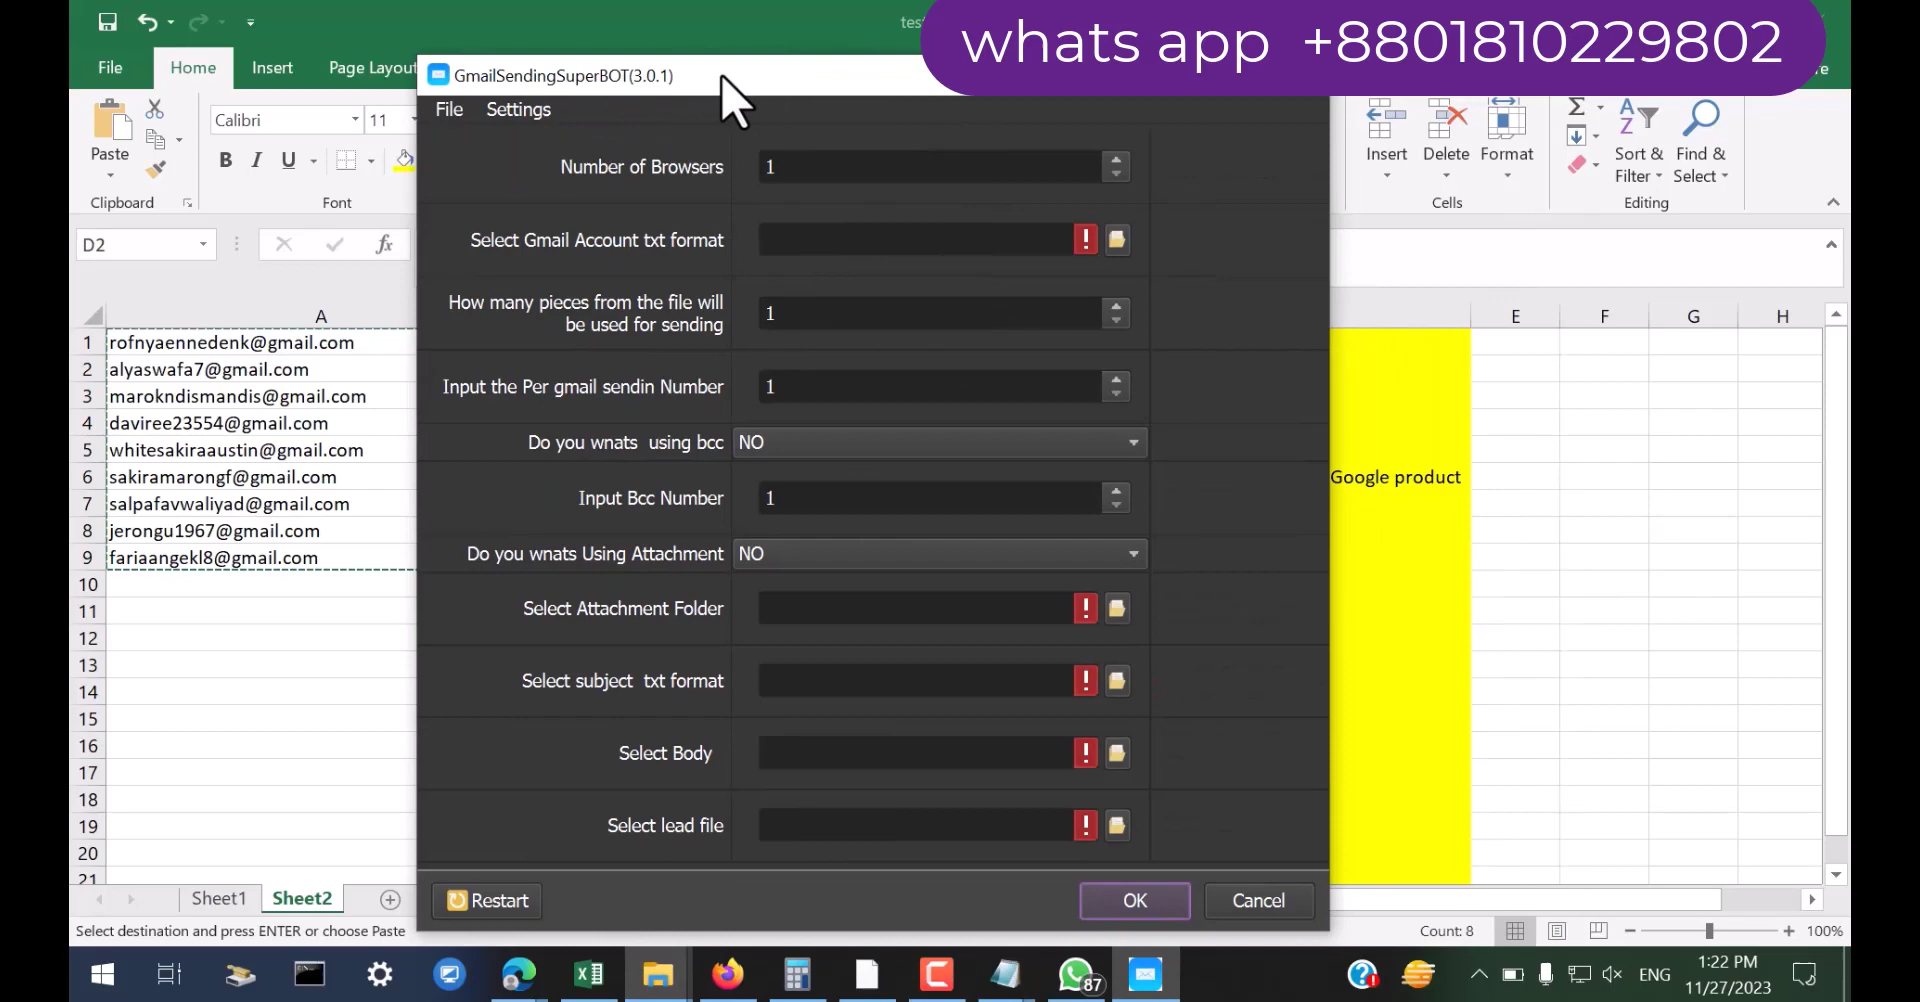 whats app +8801810229802
tes
File
Home
Insert
Page Layou
re
GmailSendingSuperBOT(3.0.1)
File
Settings
Paste
Calibri
11
B I U
Clipboard
Font
Insert
Delete
Format
Cells
Sort & Filter
Find & Select
Editing
D2
fx
A
E
F
G
H
1 rofnyaennedenk@gmail.com
2 alyaswafa7@gmail.com
3 marokndismandis@gmail.com
4 daviree23554@gmail.com
5 whitesakiraaustin@gmail.com
6 sakiramarongf@gmail.com
7 salpafavwaliyad@gmail.com
8 jerongu1967@gmail.com
9 fariaangekl8@gmail.com
10
11
12
13
14
15
16
17
18
19
20
21
Number of Browsers 1
Select Gmail Account txt format
How many pieces from the file will
be used for sending 1
Input the Per gmail sendin Number 1
Do you wnats using bcc NO
Input Bcc Number 1
Do you wnats Using Attachment NO
Select Attachment Folder
Select subject txt format
Select Body
Select lead file
Restart
OK
Cancel
Google product
Sheet1
Sheet2
Select destination and press ENTER or choose Paste
Count: 8
100%
87
ENG
1:22 PM
11/27/2023